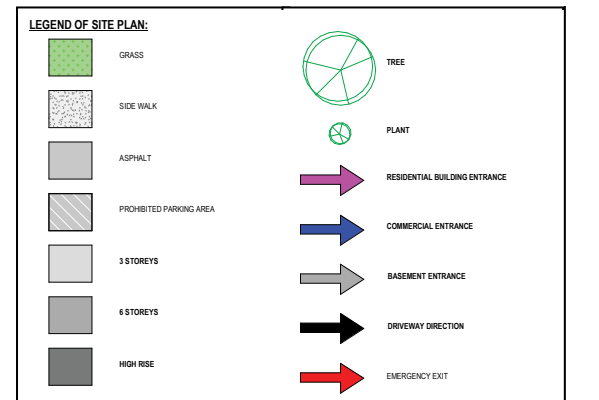 LEGEND OF SITE PLAN:
GRASS
SIDE WALK
ASPHALT
PROHIBITED PARKING AREA
3 STOREYS
6 STOREYS
HIGH RISE
TREE
PLANT
RESIDENTIAL BUILDING ENTRANCE
COMMERCIAL ENTRANCE
BASEMENT ENTRANCE
DRIVEWAY DIRECTION
EMERGENCY EXIT